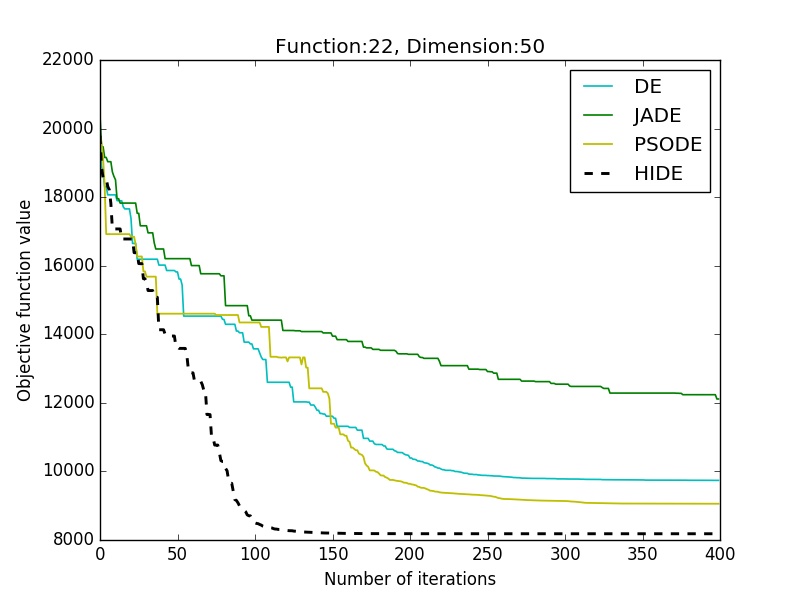 Function:22, Dimension:50
22000
20000
18000
16000
14000
12000
10000
8000
Objective function value
DE
JADE
PSODE
HIDE
0 50 100 150 200 250 300 350 400
Number of iterations